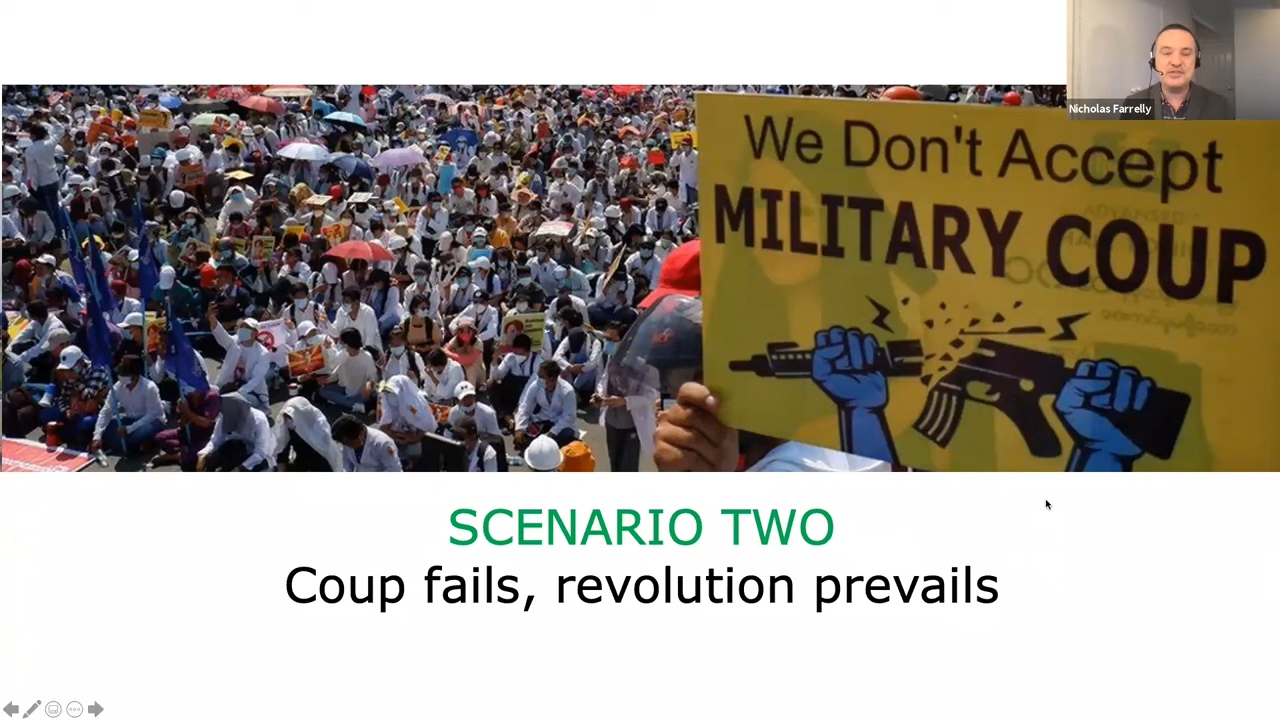 Nicholas Farrelly
We Don't Accept
MILITARY COUP
SCENARIO TWO
Coup fails, revolution prevails